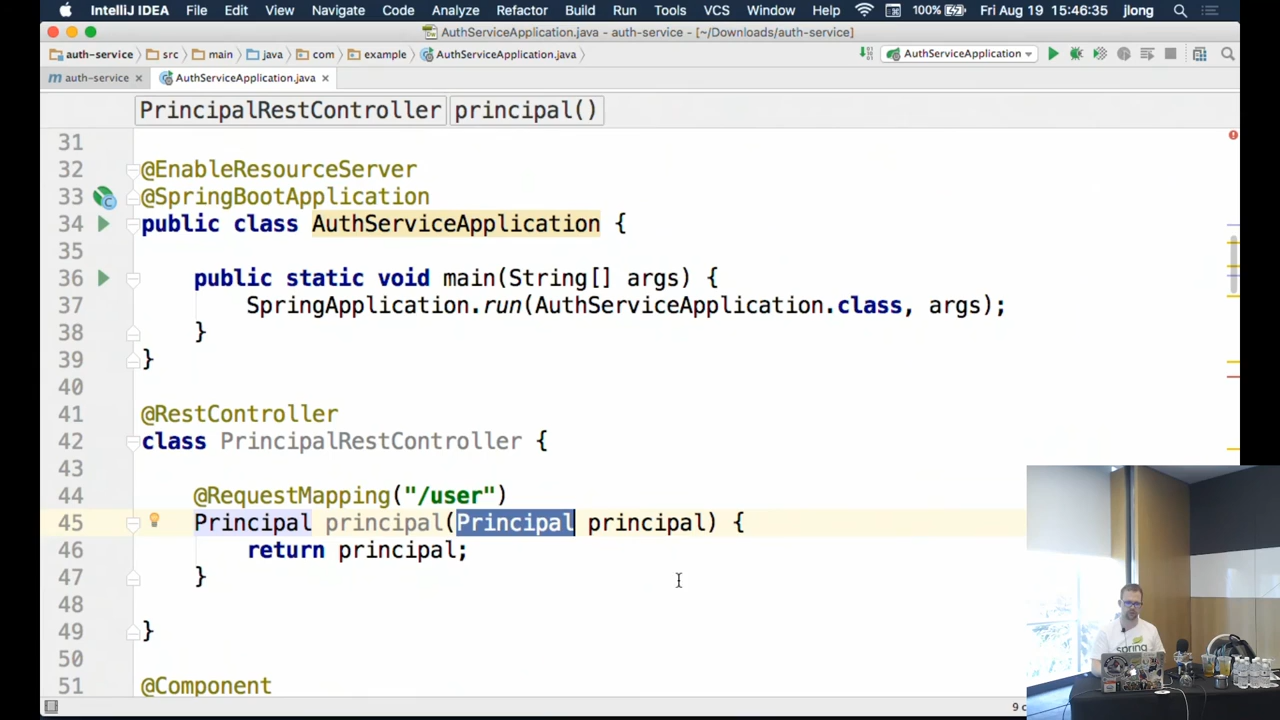 IntelliJ IDEA File Edit View Navigate Code Analyze Refactor Build Run Tools VCS Window Help 100% Fri Aug 19 15:46:35 jlong
AuthServiceApplication.java - auth-service - [~/Downloads/auth-service]
auth-service src main java com example AuthServiceApplication.java AuthServiceApplication
m auth-service AuthServiceApplication.java
PrincipalRestController principal()
31
32 @EnableResourceServer
33 @SpringBootApplication
34 public class AuthServiceApplication {
35
36 public static void main(String[] args) {
37 SpringApplication.run(AuthServiceApplication.class, args);
38 }
39 }
40
41 @RestController
42 class PrincipalRestController {
43
44 @RequestMapping("/user")
45 Principal principal(Principal principal) {
46 return principal;
47 }
48
49 }
50
51 @Component
spring